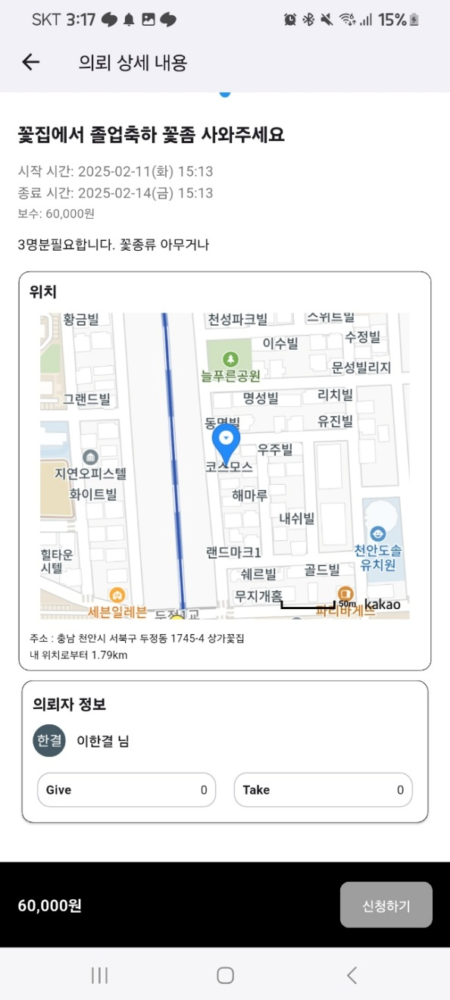 SKT 3:17
15%
의뢰 상세 내용
꽃집에서 졸업축하 꽃좀 사와주세요
시작 시간: 2025-02-11(화) 15:13
종료 시간: 2025-02-14(금) 15:13
보수: 60,000원
3명분필요합니다. 꽃종류 아무거나
위치
황금빌
천성파크빌
스위트빌
이수빌
수정빌
늘푸른공원
문성빌리지
그랜드빌
명성빌
리치빌
동명빌
유진빌
우주빌
코스모스
지연오피스텔
화이트빌
해마루
내쉬빌
힐타운
시텔
랜드마크1
천안도솔
유치원
쉐르빌
골드빌
무지개홈
세븐일레븐
두정1교
50m
kakao
파리바게뜨
주소 : 충남 천안시 서북구 두정동 1745-4 상가꽃집
내 위치로부터 1.79km
의뢰자 정보
한결
이한결 님
Give 0
Take 0
60,000원
신청하기